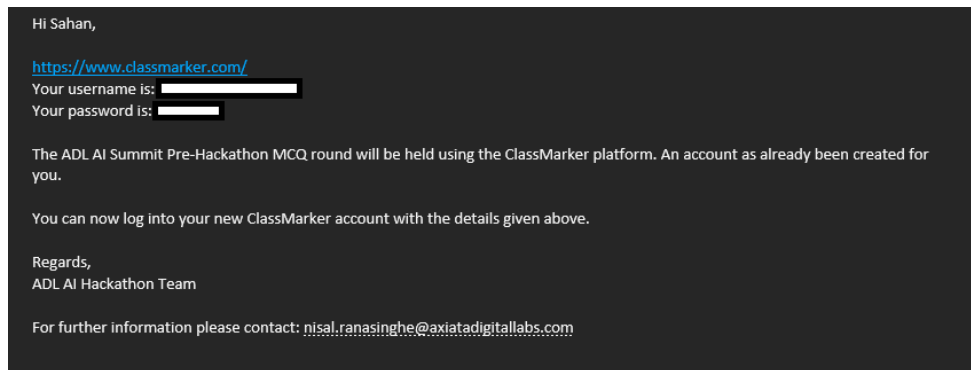 Hi Sahan,
https://www.classmarker.com/
Your username is:
Your password is:
The ADL AI Summit Pre-Hackathon MCQ round will be held using the ClassMarker platform. An account as already been created for
you.
You can now log into your new ClassMarker account with the details given above.
Regards,
ADL AI Hackathon Team
For further information please contact: nisal.ranasinghe@axiatadigitallabs.com